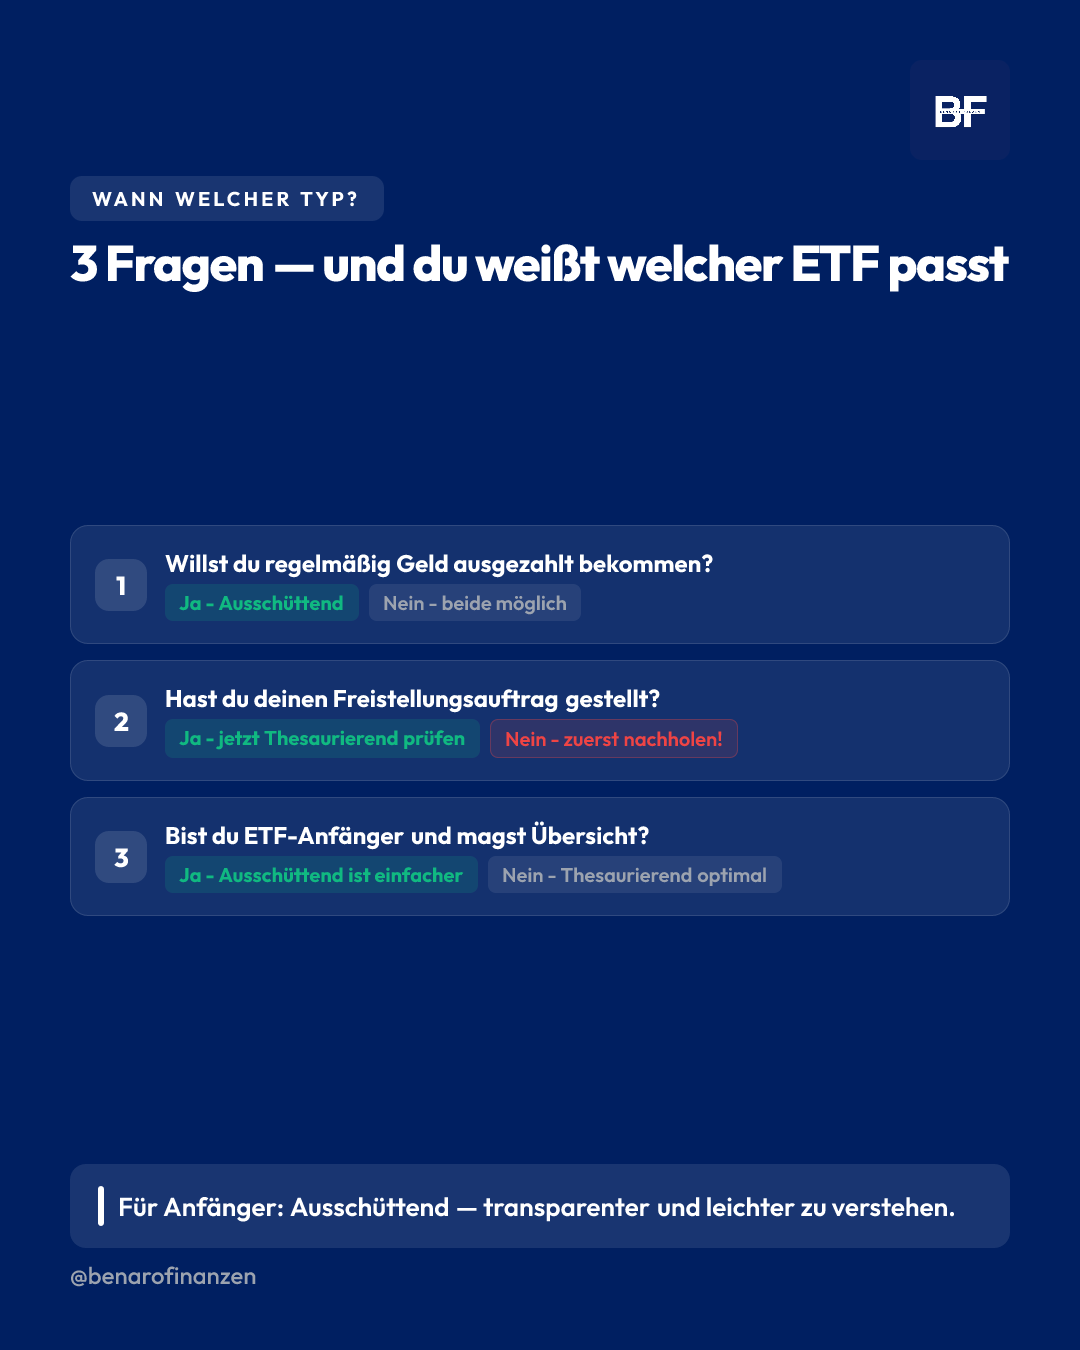 BF
WANN WELCHER TYP?
3 Fragen — und du weißt welcher ETF passt
1
Willst du regelmäßig Geld ausgezahlt bekommen?
Ja - Ausschüttend
Nein - beide möglich
2
Hast du deinen Freistellungsauftrag gestellt?
Ja - jetzt Thesaurierend prüfen
Nein - zuerst nachholen!
3
Bist du ETF-Anfänger und magst Übersicht?
Ja - Ausschüttend ist einfacher
Nein - Thesaurierend optimal
Für Anfänger: Ausschüttend — transparenter und leichter zu verstehen.
@benarofinanzen